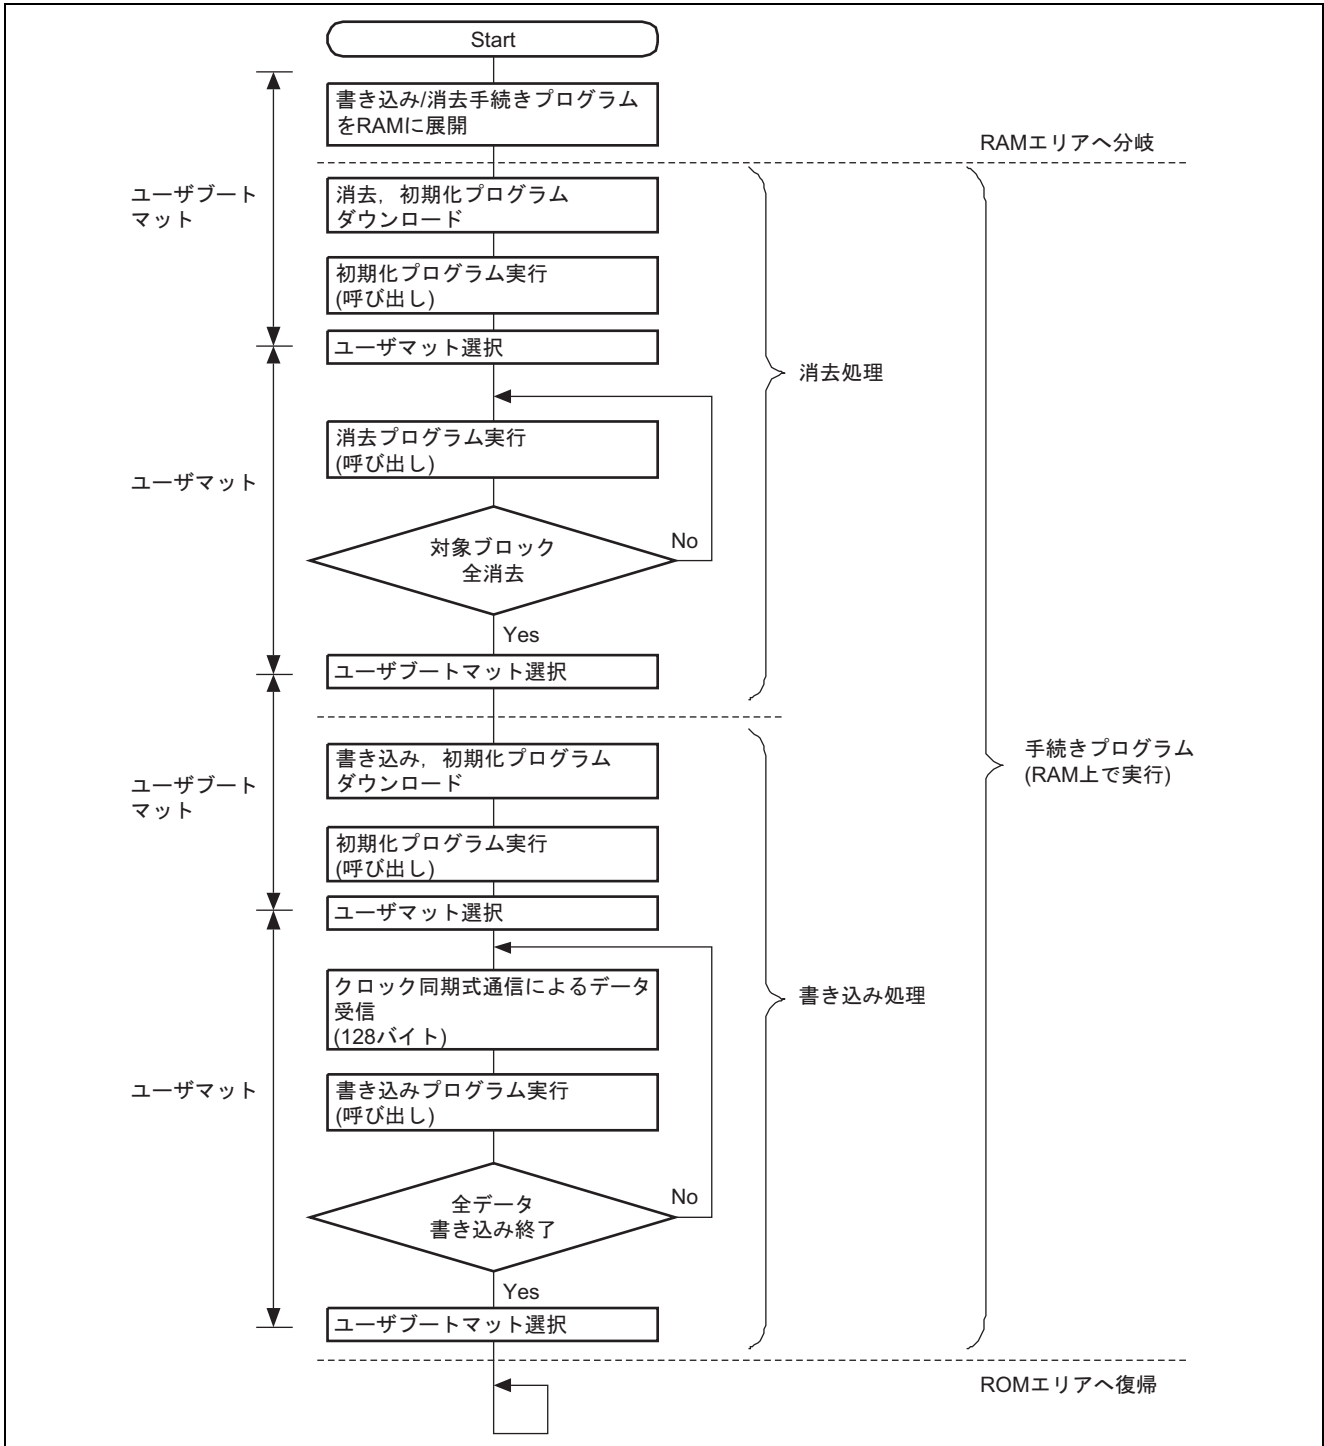 Start
書き込み/消去手続きプログラム
をRAMに展開
RAMエリアへ分岐
ユーザブート
マット
消去，初期化プログラム
ダウンロード
初期化プログラム実行
(呼び出し)
ユーザマット選択
消去処理
消去プログラム実行
(呼び出し)
ユーザマット
対象ブロック
全消去
No
Yes
ユーザブートマット選択
手続きプログラム
(RAM上で実行)
ユーザブート
マット
書き込み，初期化プログラム
ダウンロード
初期化プログラム実行
(呼び出し)
ユーザマット選択
クロック同期式通信によるデータ
受信
(128バイト)
書き込み処理
ユーザマット
書き込みプログラム実行
(呼び出し)
全データ
書き込み終了
No
Yes
ユーザブートマット選択
ROMエリアへ復帰